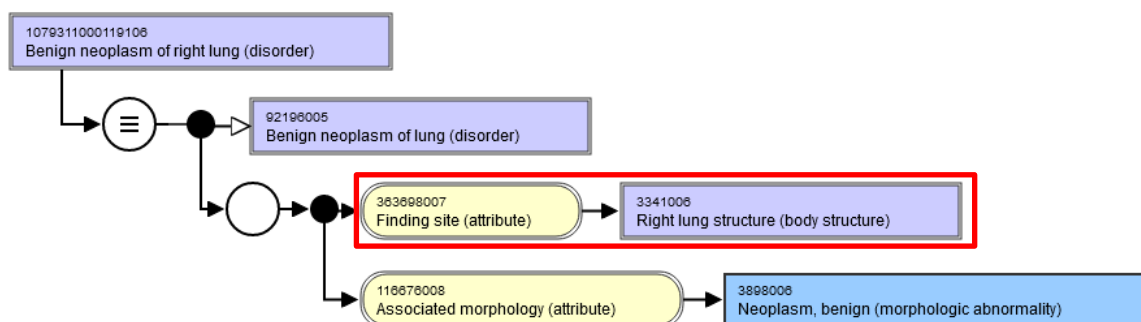 1079311000119106
Benign neoplasm of right lung (disorder)
92196005
Benign neoplasm of lung (disorder)
363698007
Finding site (attribute)
3341006
Right lung structure (body structure)
116676008
Associated morphology (attribute)
3898006
Neoplasm, benign (morphologic abnormality)